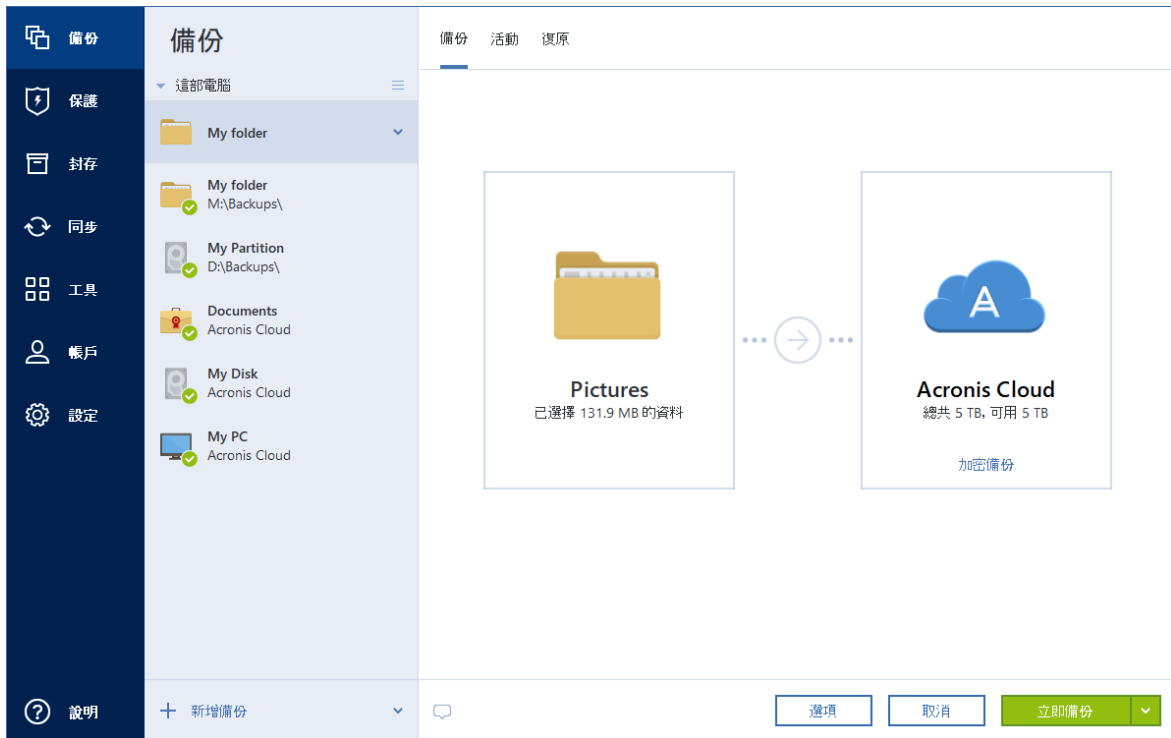 備份
保護
封存
同步
工具
帳戶
設定
說明
備份
這部電腦
My folder
My folder
M:\Backups\
My Partition
D:\Backups\
Documents
Acronis Cloud
My Disk
Acronis Cloud
My PC
Acronis Cloud
新增備份
備份 活動 復原
Pictures
已選擇 131.9 MB 的資料
Acronis Cloud
總共 5 TB, 可用 5 TB
加密備份
選項 取消 立即備份